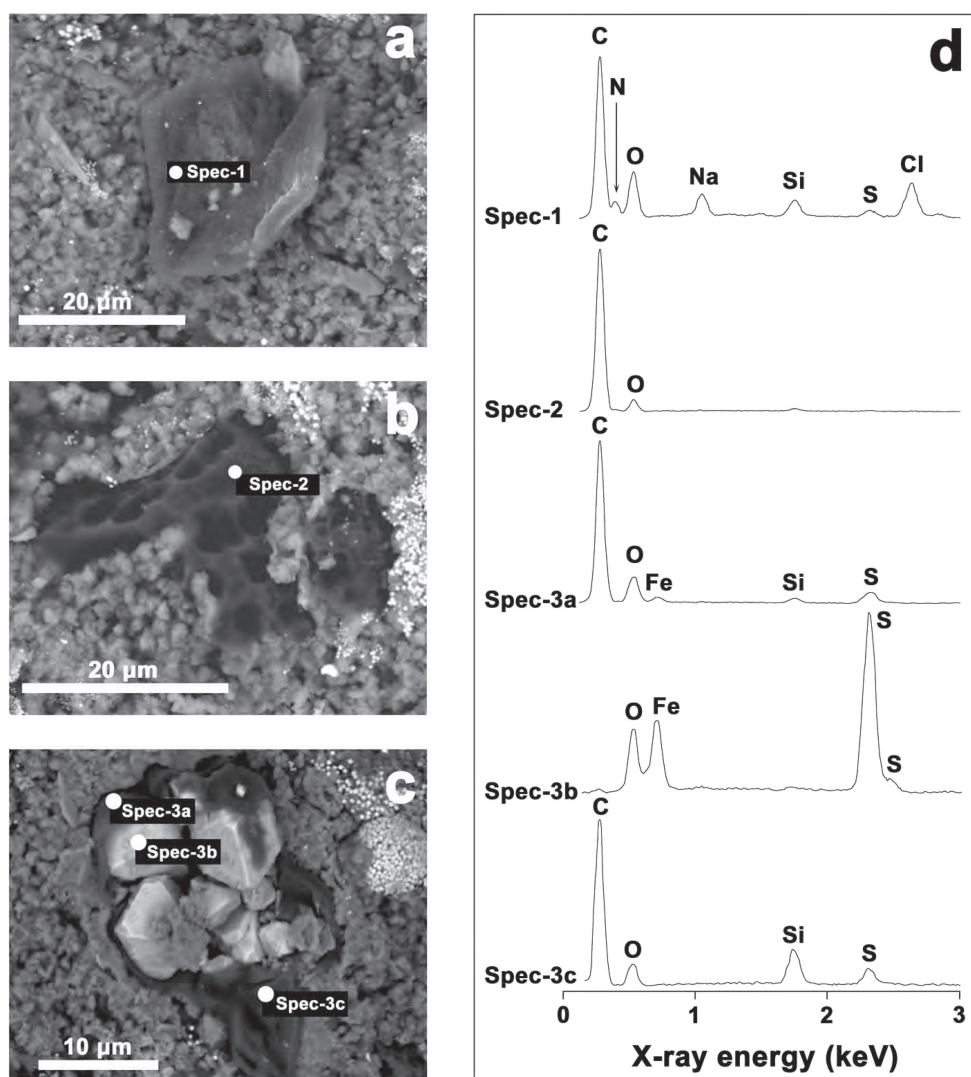 a
Spec-1
20 µm
b
Spec-2
20 µm
c
Spec-3a
Spec-3b
Spec-3c
10 µm
d
C
N
O
Na
Si
S
Cl
Spec-1
C
O
Spec-2
C
O
Fe
Si
S
Spec-3a
O
Fe
S
S
Spec-3b
C
O
Si
S
Spec-3c
0 1 2 3
X-ray energy (keV)